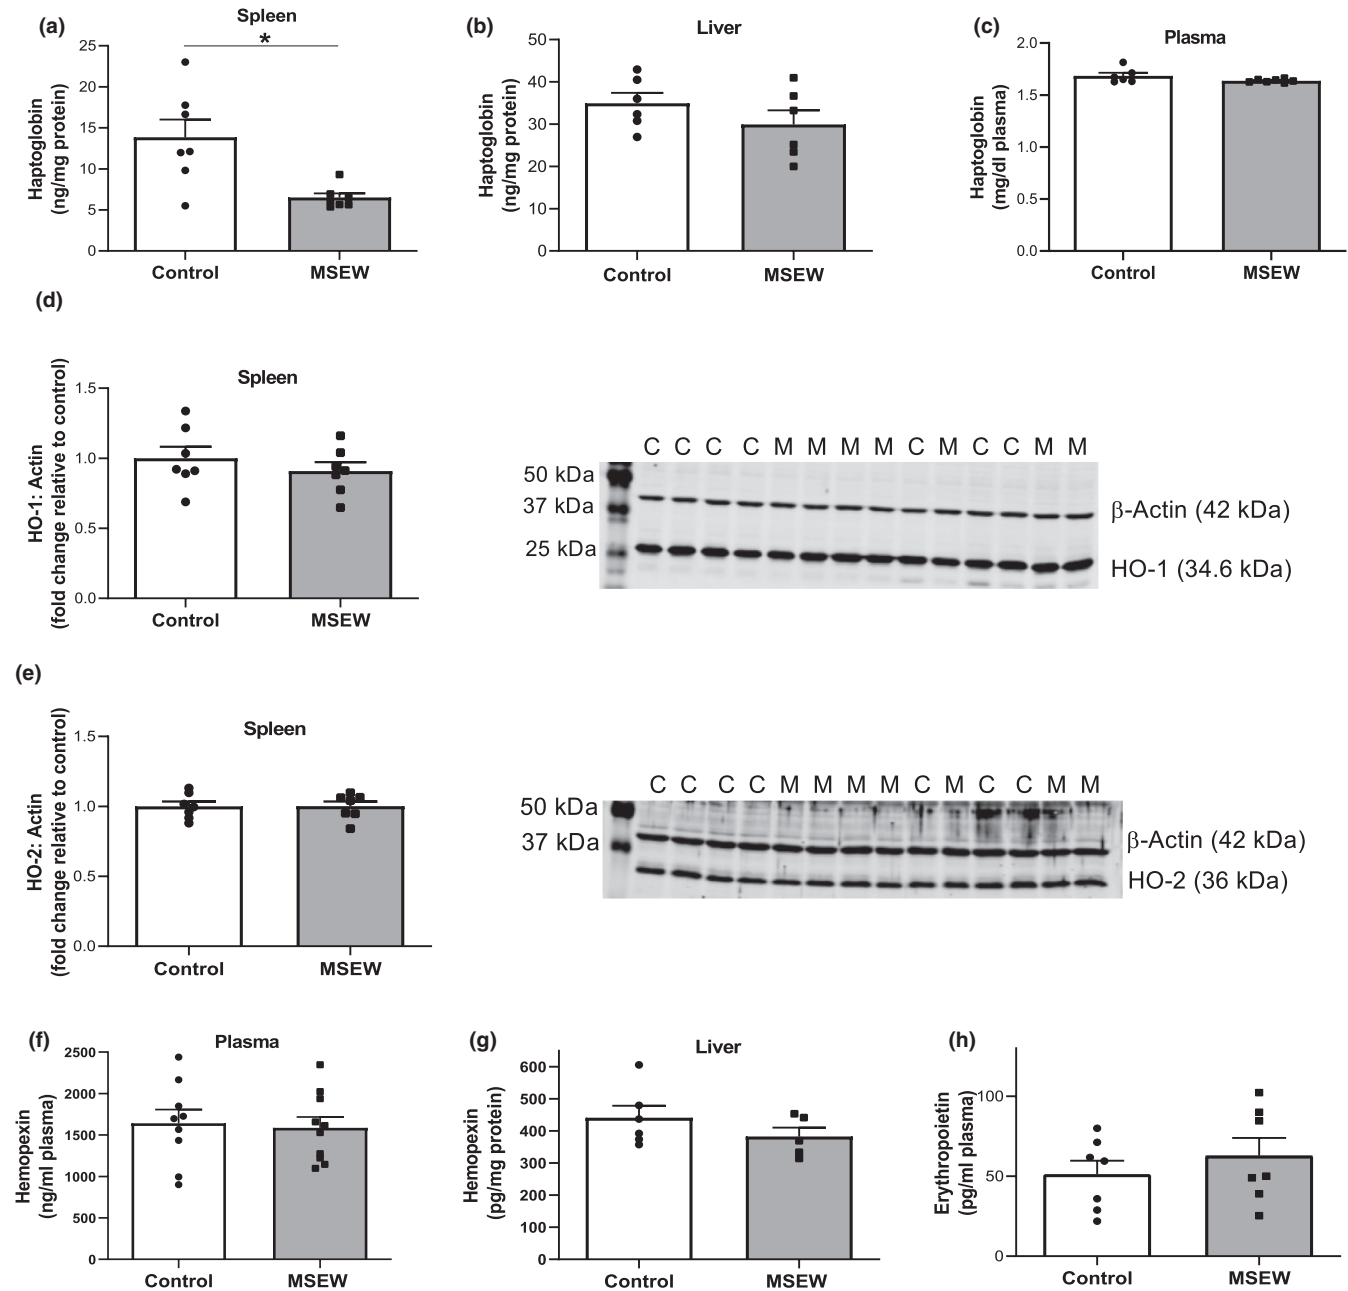 (a)
Spleen
*
Haptoglobin
(ng/mg protein)
25
20
15
10
5
0
Control
MSEW
(b)
Liver
Haptoglobin
(ng/mg protein)
50
40
30
20
10
0
Control
MSEW
(c)
Plasma
Haptoglobin
(mg/dl plasma)
2.0
1.5
1.0
0.5
0.0
Control
MSEW
(d)
Spleen
HO-1: Actin
(fold change relative to control)
1.5
1.0
0.5
0.0
Control
MSEW
C C C C M M M M C M C C M M
50 kDa
37 kDa
25 kDa
β-Actin (42 kDa)
HO-1 (34.6 kDa)
(e)
Spleen
HO-2: Actin
(fold change relative to control)
1.5
1.0
0.5
0.0
Control
MSEW
C C C C M M M M C M C C M M
50 kDa
37 kDa
β-Actin (42 kDa)
HO-2 (36 kDa)
(f)
Plasma
Hemopexin
(ng/ml plasma)
2500
2000
1500
1000
500
0
Control
MSEW
(g)
Liver
Hemopexin
(pg/mg protein)
600
500
400
300
200
100
0
Control
MSEW
(h)
Erythropoietin
(pg/ml plasma)
100
50
0
Control
MSEW